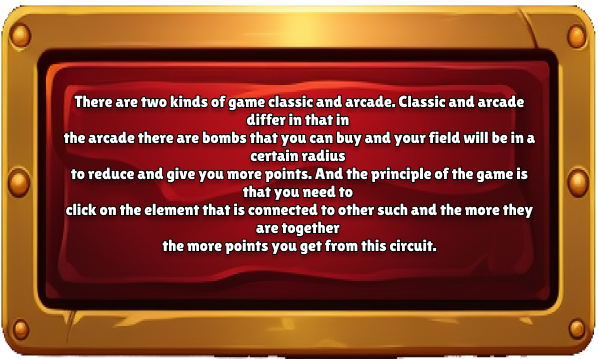 There are two kinds of game classic and arcade. Classic and arcade
differ in that in
the arcade there are bombs that you can buy and your field will be in a
certain radius
to reduce and give you more points. And the principle of the game is
that you need to
click on the element that is connected to other such and the more they
are together
the more points you get from this circuit.